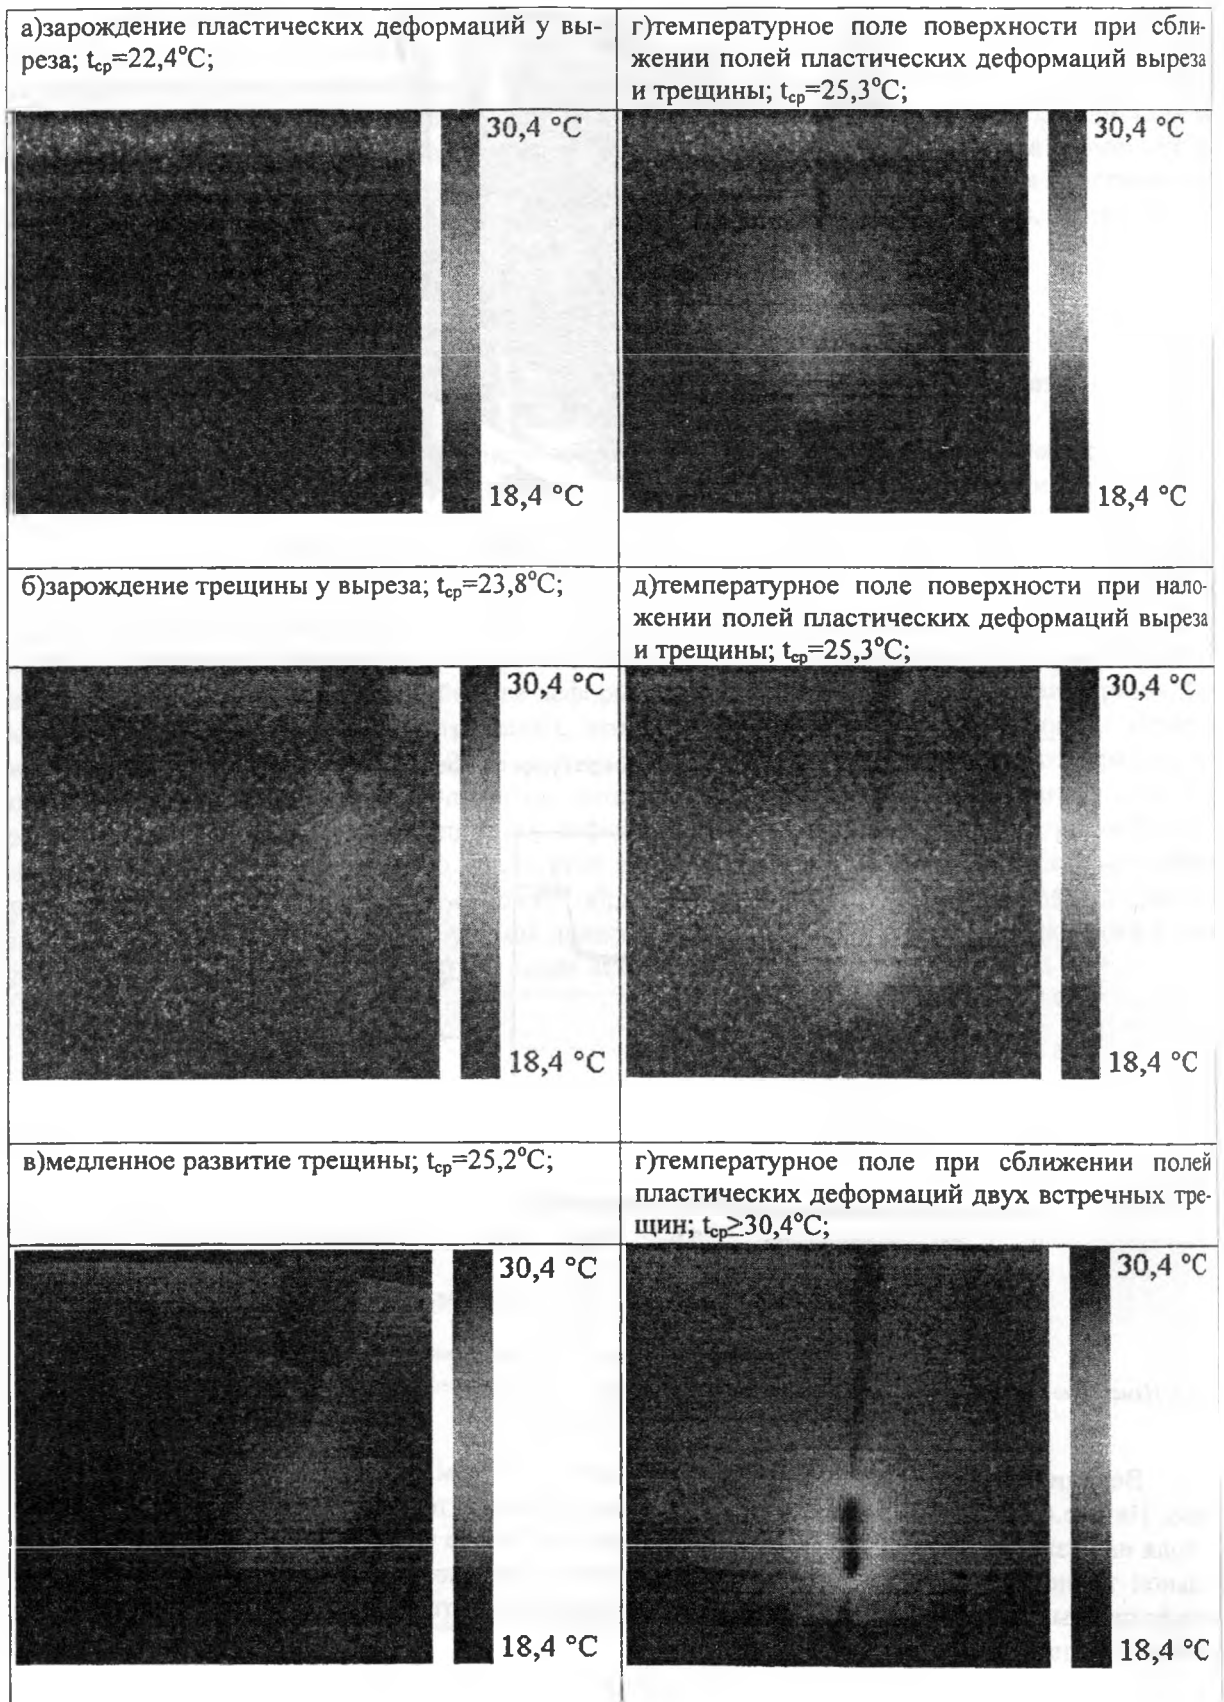 а)зарождение пластических деформаций у вы-
реза; tср=22,4°С;
30,4 °C
18,4 °C
г)температурное поле поверхности при сбли-
жении полей пластических деформаций выреза
и трещины; tср=25,3°С;
30,4 °C
18,4 °C
б)зарождение трещины у выреза; tср=23,8°С;
30,4 °C
18,4 °C
д)температурное поле поверхности при нало-
жении полей пластических деформаций выреза
и трещины; tср=25,3°С;
30,4 °C
18,4 °C
в)медленное развитие трещины; tср=25,2°С;
30,4 °C
18,4 °C
г)температурное поле при сближении полей
пластических деформаций двух встречных тре-
щин; tср≥30,4°С;
30,4 °C
18,4 °C